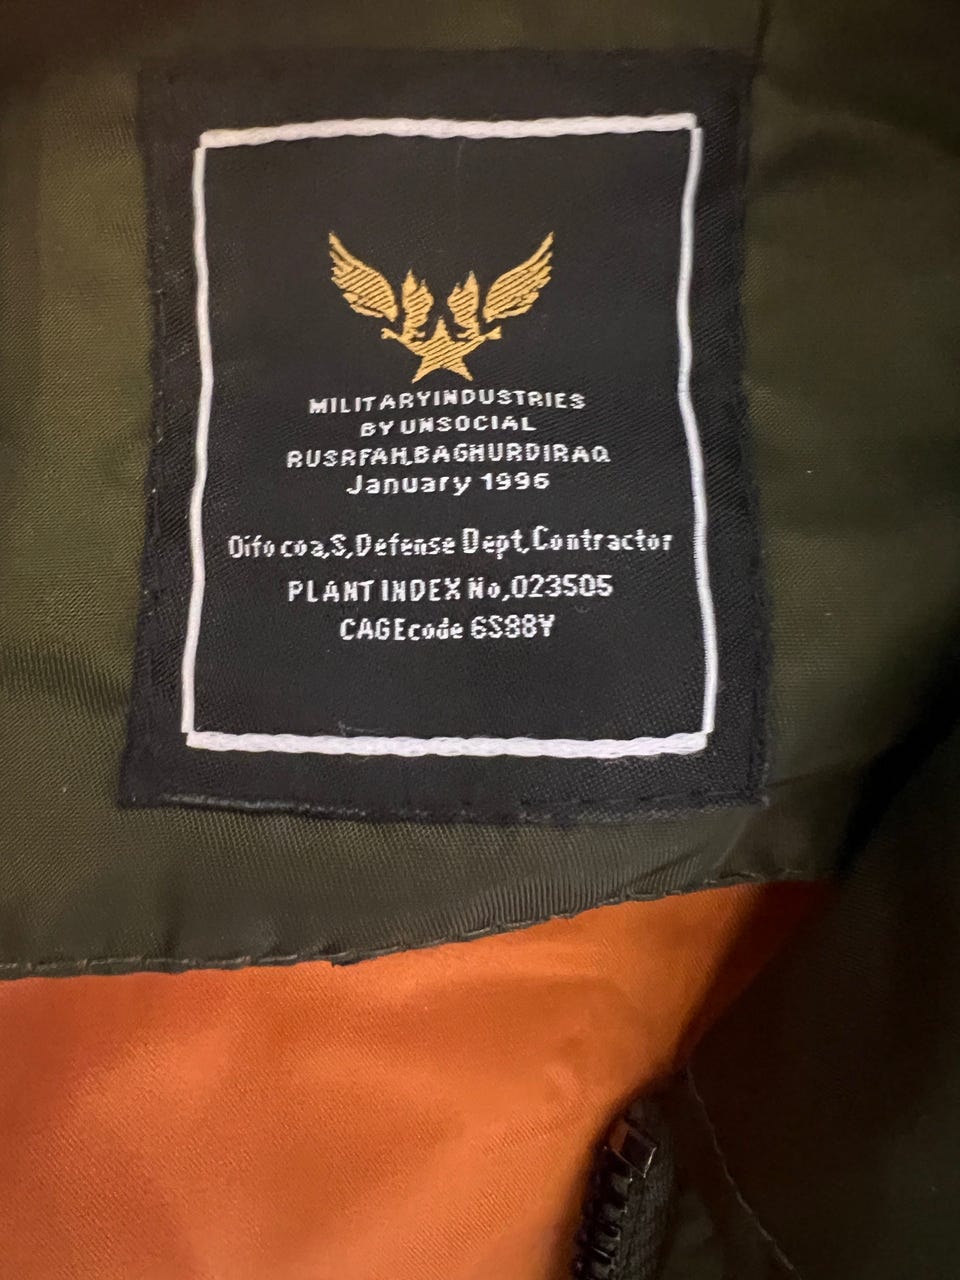 MILITARYINDUSTRIES
BY UNSOCIAL
RUSRFAH,BAGHURDIRAQ
January 1996
Oifo coa,S,Defense Dept,Contractor
PLANT INDEX No,023505
CAGEcode 6S88Y